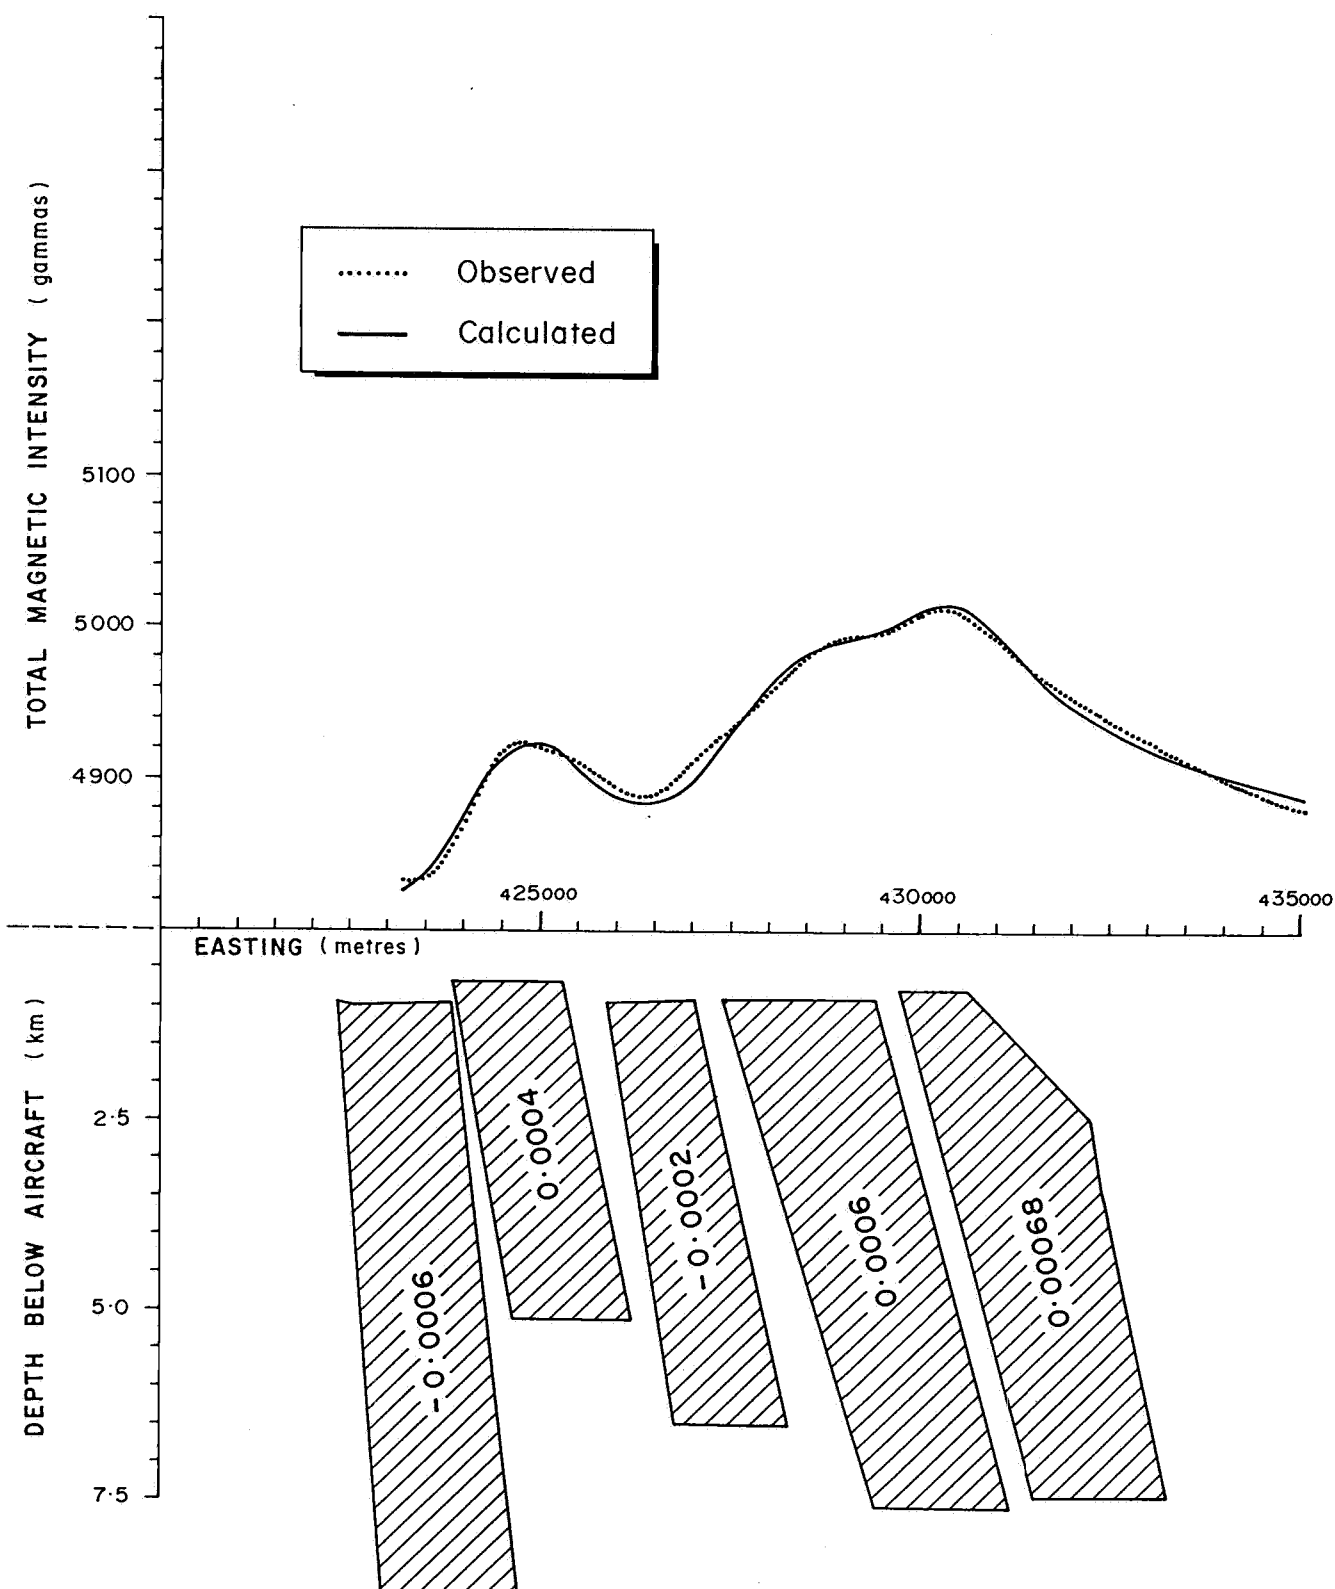 TOTAL MAGNETIC INTENSITY (gammas)
Observed
Calculated
5100
5000
4900
425000
430000
435000
EASTING (metres)
DEPTH BELOW AIRCRAFT (km)
2·5
5·0
7·5
-0·0006
0·0004
-0·0002
0·0006
0·00068